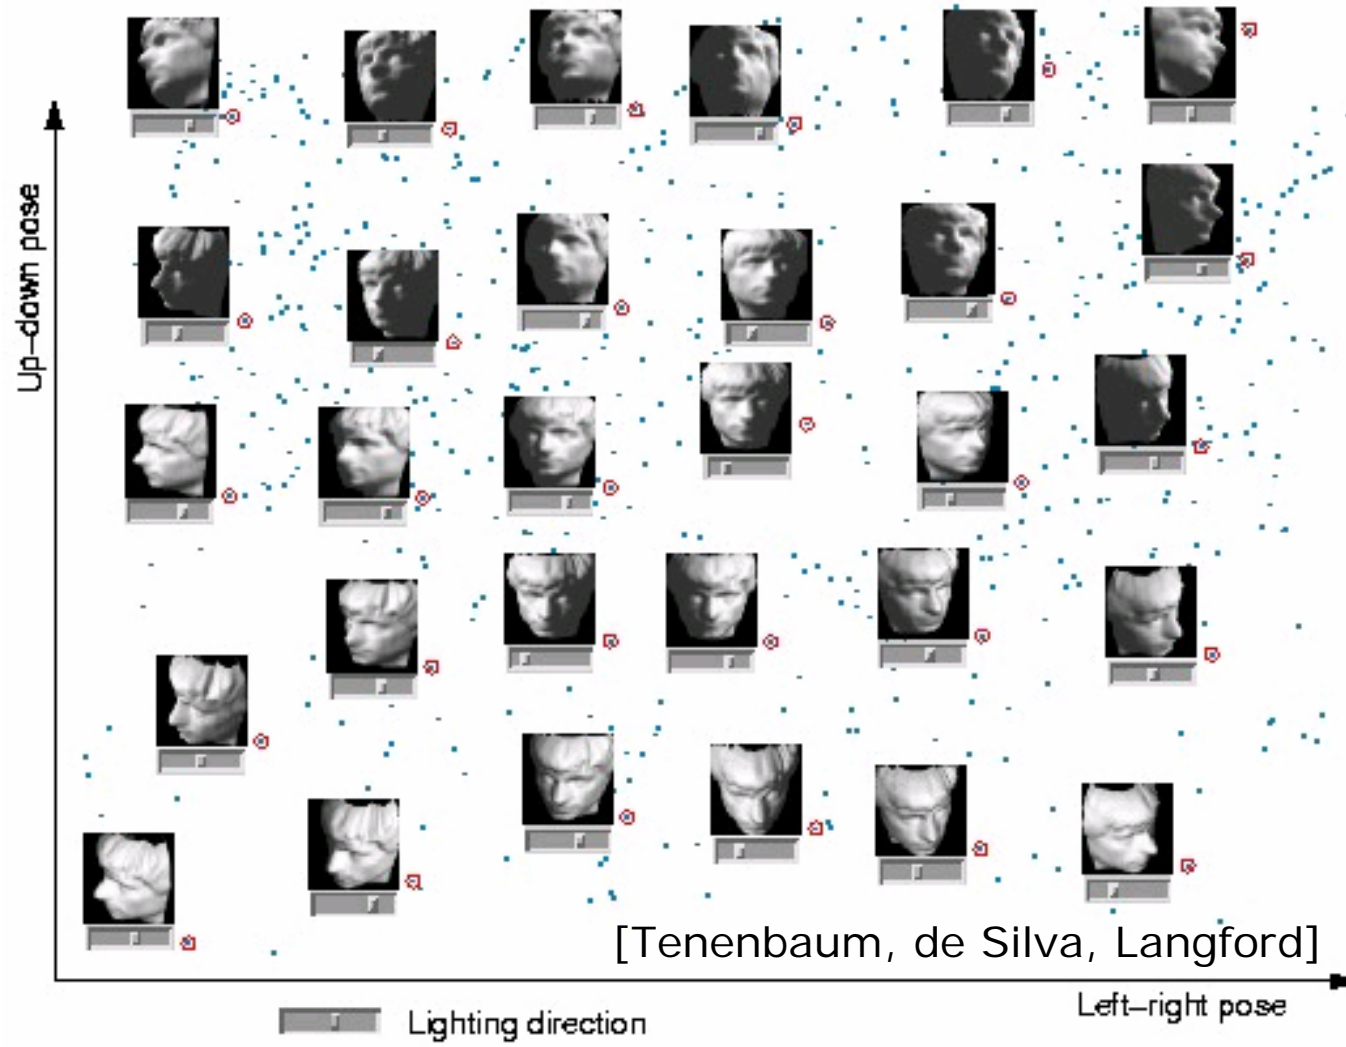 Up-down pose
[Tenenbaum, de Silva, Langford]
Left-right pose
Lighting direction